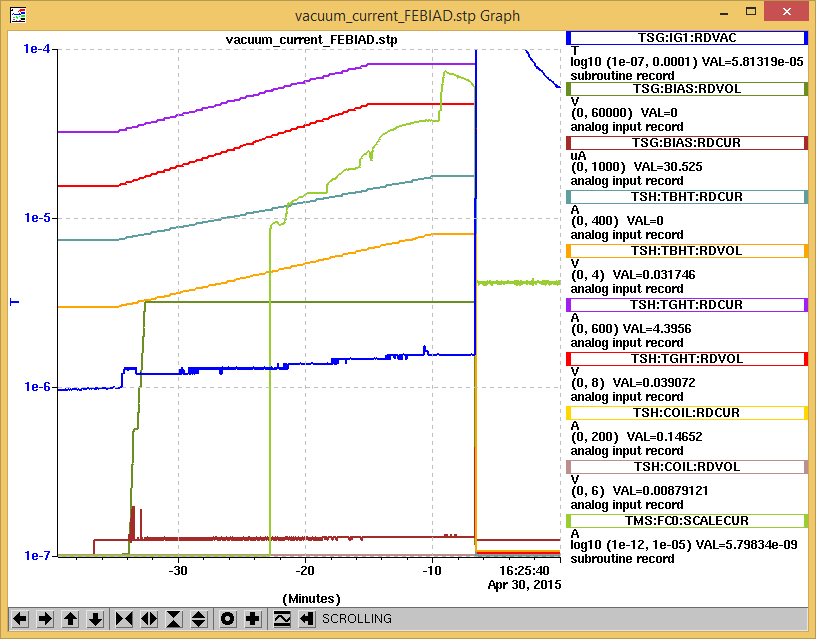 vacuum_current_FEBIAD.stp Graph
vacuum_current_FEBIAD.stp
1e-4
1e-5
T
1e-6
1e-7
-30
-20
-10
16:25:40
Apr 30, 2015
(Minutes)
TSG:IG1:RDVAC
T
log10 (1e-07, 0.0001) VAL=5.81319e-05
subroutine record
TSG:BIAS:RDVOL
V
(0, 60000) VAL=0
analog input record
TSG:BIAS:RDCUR
uA
(0, 1000) VAL=30.525
analog input record
TSH:TBHT:RDCUR
A
(0, 400) VAL=0
analog input record
TSH:TBHT:RDVOL
V
(0, 4) VAL=0.031746
analog input record
TSH:TGHT:RDCUR
A
(0, 600) VAL=4.3956
analog input record
TSH:TGHT:RDVOL
V
(0, 8) VAL=0.039072
analog input record
TSH:COIL:RDCUR
A
(0, 200) VAL=0.14652
analog input record
TSH:COIL:RDVOL
V
(0, 6) VAL=0.00879121
analog input record
TMS:FC0:SCALECUR
A
log10 (1e-12, 1e-05) VAL=5.79834e-09
subroutine record
SCROLLING